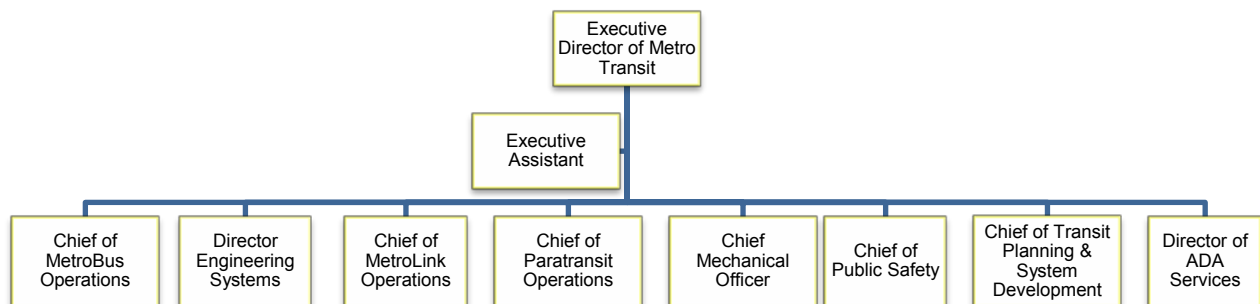 Executive
Director of Metro
Transit
Executive
Assistant
Chief of
MetroBus
Operations
Director
Engineering
Systems
Chief of
MetroLink
Operations
Chief of
Paratransit
Operations
Chief
Mechanical
Officer
Chief of
Public Safety
Chief of Transit
Planning &
System
Development
Director of
ADA
Services